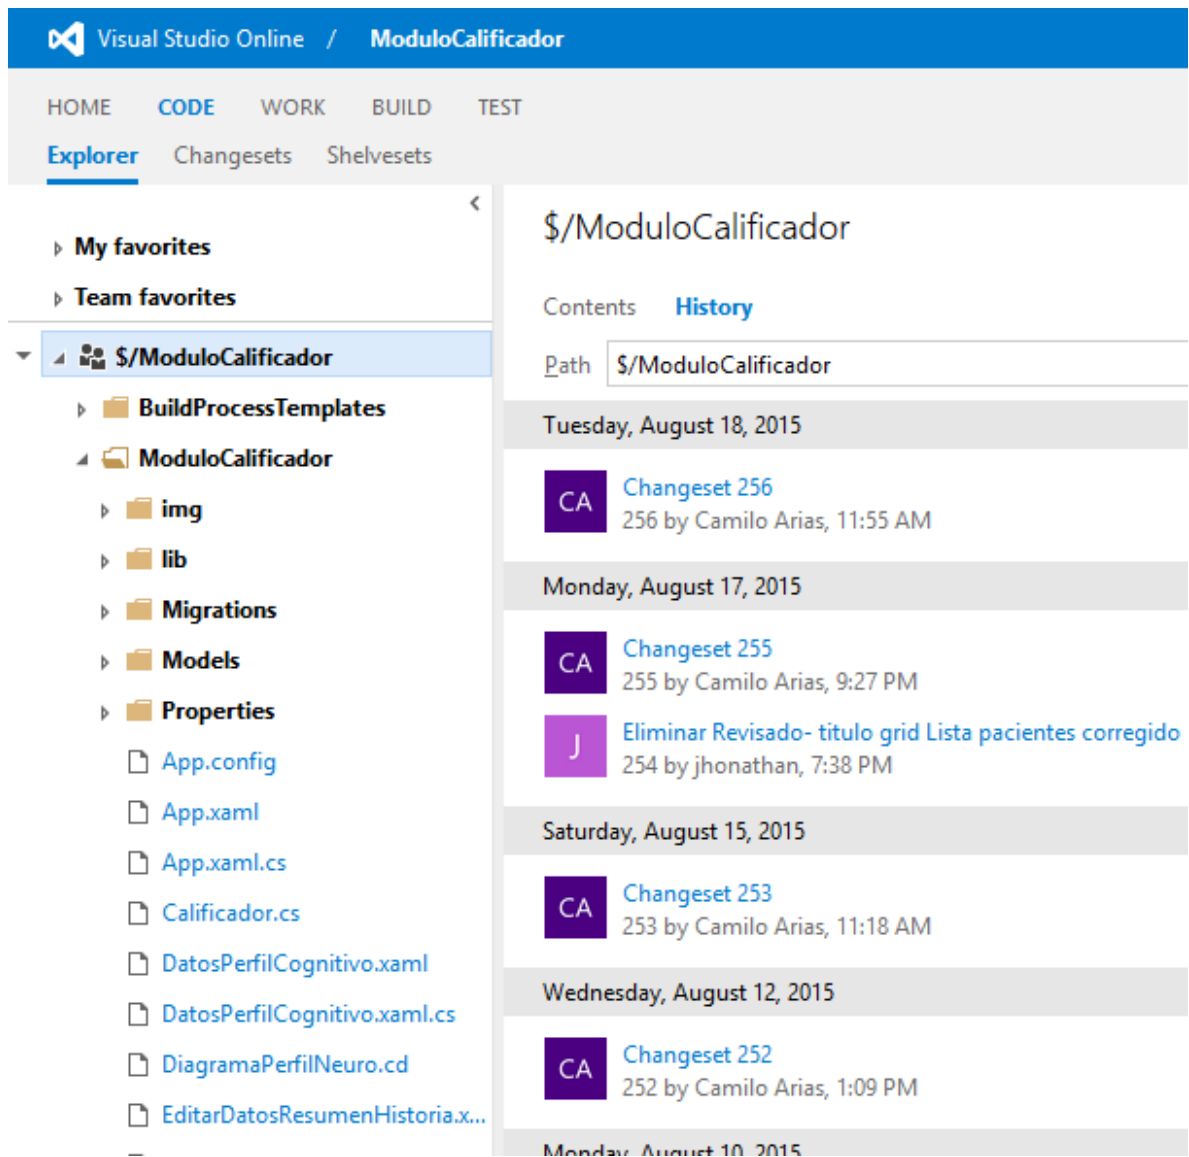 Visual Studio Online / ModuloCalificador
HOME CODE WORK BUILD TEST
Explorer Changesets Shelvesets
My favorites
Team favorites
$/ModuloCalificador
BuildProcessTemplates
ModuloCalificador
img
lib
Migrations
Models
Properties
App.config
App.xaml
App.xaml.cs
Calificador.cs
DatosPerfilCognitivo.xaml
DatosPerfilCognitivo.xaml.cs
DiagramaPerfilNeuro.cd
EditarDatosResumenHistoria.x...
$/ModuloCalificador
Contents History
Path $/ModuloCalificador
Tuesday, August 18, 2015
CA
Changeset 256
256 by Camilo Arias, 11:55 AM
Monday, August 17, 2015
CA
Changeset 255
255 by Camilo Arias, 9:27 PM
J
Eliminar Revisado- titulo grid Lista pacientes corregido
254 by jhonathan, 7:38 PM
Saturday, August 15, 2015
CA
Changeset 253
253 by Camilo Arias, 11:18 AM
Wednesday, August 12, 2015
CA
Changeset 252
252 by Camilo Arias, 1:09 PM
Monday, August 10, 2015